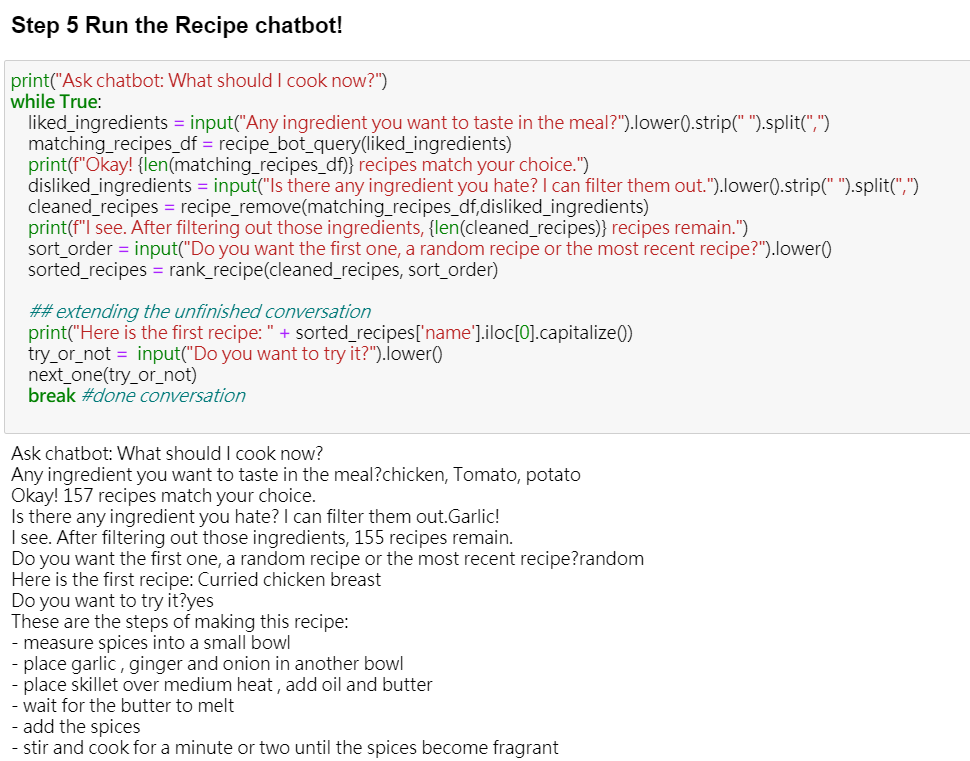 Step 5 Run the Recipe chatbot!
print("Ask chatbot: What should I cook now?")
while True:
    liked_ingredients = input("Any ingredient you want to taste in the meal?").lower().strip(" ").split(",")
    matching_recipes_df = recipe_bot_query(liked_ingredients)
    print(f"Okay! {len(matching_recipes_df)} recipes match your choice.")
    disliked_ingredients = input("Is there any ingredient you hate? I can filter them out.").lower().strip(" ").split(",")
    cleaned_recipes = recipe_remove(matching_recipes_df,disliked_ingredients)
    print(f"I see. After filtering out those ingredients, {len(cleaned_recipes)} recipes remain.")
    sort_order = input("Do you want the first one, a random recipe or the most recent recipe?").lower()
    sorted_recipes = rank_recipe(cleaned_recipes, sort_order)
    ## extending the unfinished conversation
    print("Here is the first recipe: " + sorted_recipes['name'].iloc[0].capitalize())
    try_or_not =  input("Do you want to try it?").lower()
    next_one(try_or_not)
    break #done conversation
Ask chatbot: What should I cook now?
Any ingredient you want to taste in the meal?chicken, Tomato, potato
Okay! 157 recipes match your choice.
Is there any ingredient you hate? I can filter them out.Garlic!
I see. After filtering out those ingredients, 155 recipes remain.
Do you want the first one, a random recipe or the most recent recipe?random
Here is the first recipe: Curried chicken breast
Do you want to try it?yes
These are the steps of making this recipe:
- measure spices into a small bowl
- place garlic , ginger and onion in another bowl
- place skillet over medium heat , add oil and butter
- wait for the butter to melt
- add the spices
- stir and cook for a minute or two until the spices become fragrant